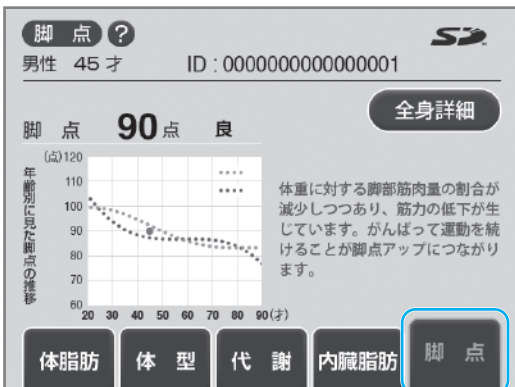 脚 点 ?
SD
男性 45才 ID:0000000000000001
全身詳細
脚 点 90点 良
(点)
年齢別に見た脚点の推移
120
110
100
90
80
70
60
20 30 40 50 60 70 80 90(才)
体重に対する脚部筋肉量の割合が
減少しつつあり、筋力の低下が生
じています。がんばって運動を続
けることが脚点アップにつながり
ます。
体脂肪 体 型 代 謝 内臓脂肪 脚 点